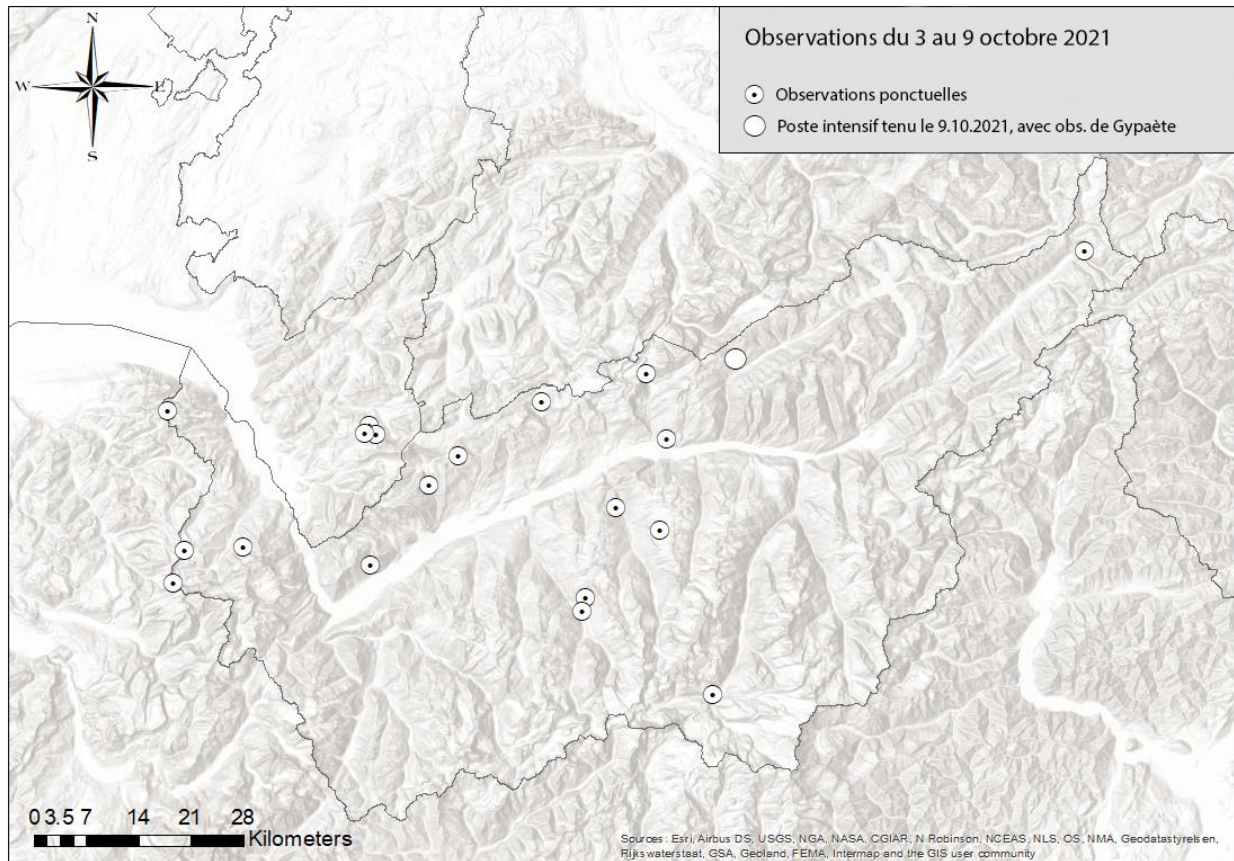 N
W E
S
Observations du 3 au 9 octobre 2021
Observations ponctuelles
Poste intensif tenu le 9.10.2021, avec obs. de Gypaète
0 3.5 7 14 21 28
Kilometers
Sources: Esri, Airbus DS, USGS, NGA, NASA, CGIAR, N Robinson, NCEAS, NLS, OS, NMA, Geodatastyrelsen,
Rijkswaterstaat, GSA, Geoland, FEMA, Intermap and the GIS user community